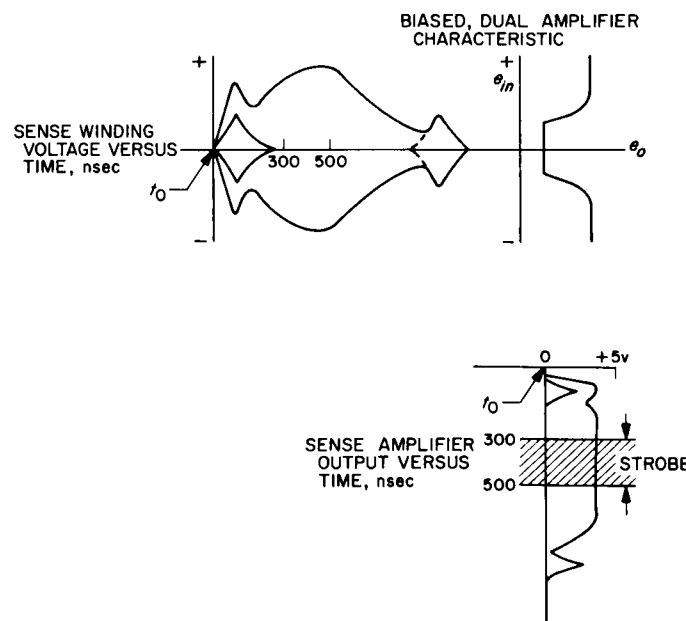 BIASED, DUAL AMPLIFIER
CHARACTERISTIC
+
+
e_in
SENSE WINDING
VOLTAGE VERSUS
TIME, nsec
300
500
e_o
t_0
−
−
0
+5v
t_0
SENSE AMPLIFIER
OUTPUT VERSUS
TIME, nsec
300
STROBE
500